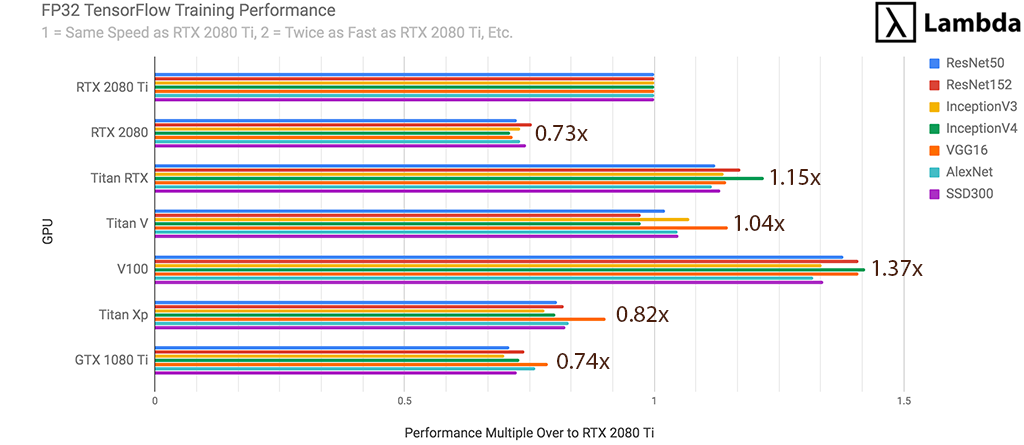 FP32 TensorFlow Training Performance
1 = Same Speed as RTX 2080 Ti, 2 = Twice as Fast as RTX 2080 Ti, Etc.
λ Lambda
ResNet50
ResNet152
InceptionV3
InceptionV4
VGG16
AlexNet
SSD300
GPU
RTX 2080 Ti
RTX 2080
0.73x
Titan RTX
1.15x
Titan V
1.04x
V100
1.37x
Titan Xp
0.82x
GTX 1080 Ti
0.74x
0
0.5
1
1.5
Performance Multiple Over to RTX 2080 Ti